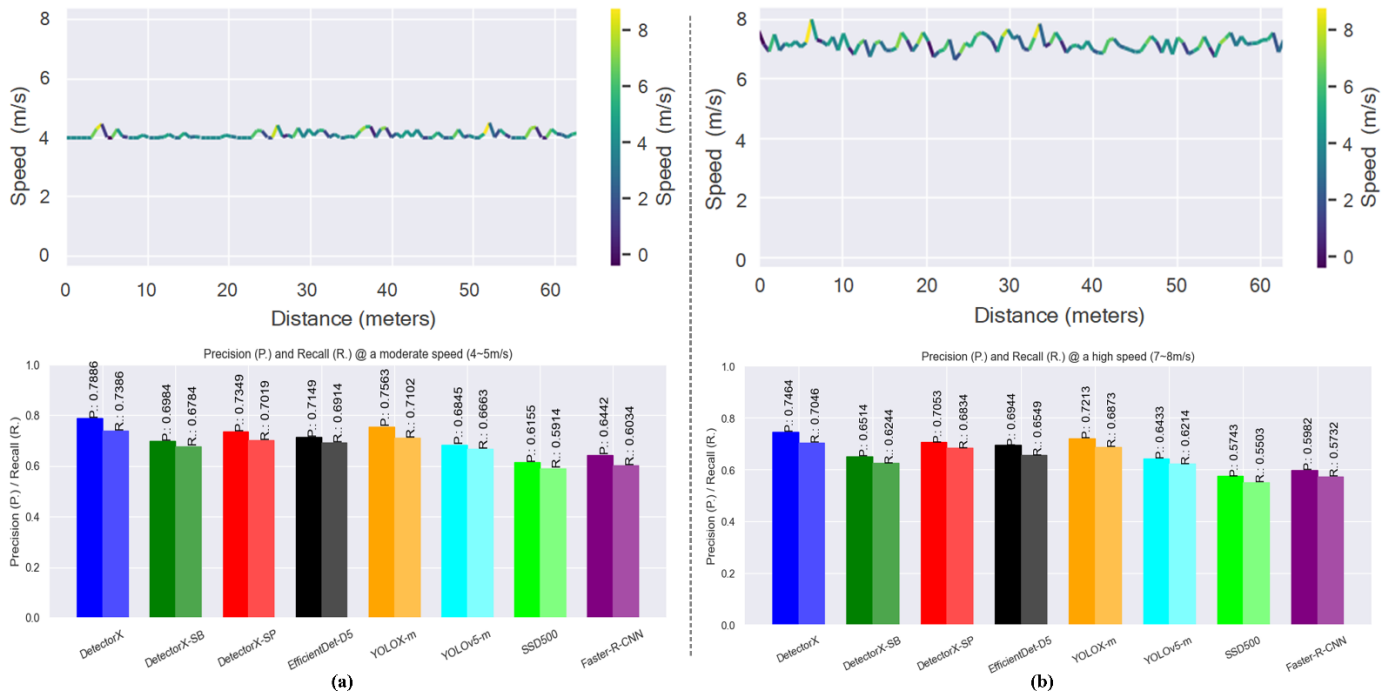 8
6
4
2
0
Speed (m/s)
0 10 20 30 40 50 60
Distance (meters)
8
6
4
2
0
Speed (m/s)
Precision (P.) and Recall (R.) @ a moderate speed (4~5m/s)
1.0
0.8
0.6
0.4
0.2
0.0
Precision (P.) / Recall (R.)
P.: 0.7886
R.: 0.7386
P.: 0.6984
R.: 0.6784
P.: 0.7349
R.: 0.7019
P.: 0.7149
R.: 0.6914
P.: 0.7563
R.: 0.7102
P.: 0.6845
R.: 0.6663
P.: 0.6155
R.: 0.5914
P.: 0.6442
R.: 0.6034
DetectorX
DetectorX-SB
DetectorX-SP
EfficientDet-D5
YOLOX-m
YOLOv5-m
SSD500
Faster-R-CNN
(a)
8
6
4
2
0
Speed (m/s)
0 10 20 30 40 50 60
Distance (meters)
8
6
4
2
0
Speed (m/s)
Precision (P.) and Recall (R.) @ a high speed (7~8m/s)
1.0
0.8
0.6
0.4
0.2
0.0
Precision (P.) / Recall (R.)
P.: 0.7464
R.: 0.7046
P.: 0.6514
R.: 0.6244
P.: 0.7053
R.: 0.6834
P.: 0.6944
R.: 0.6549
P.: 0.7213
R.: 0.6873
P.: 0.6433
R.: 0.6214
P.: 0.5743
R.: 0.5503
P.: 0.5982
R.: 0.5732
DetectorX
DetectorX-SB
DetectorX-SP
EfficientDet-D5
YOLOX-m
YOLOv5-m
SSD500
Faster-R-CNN
(b)